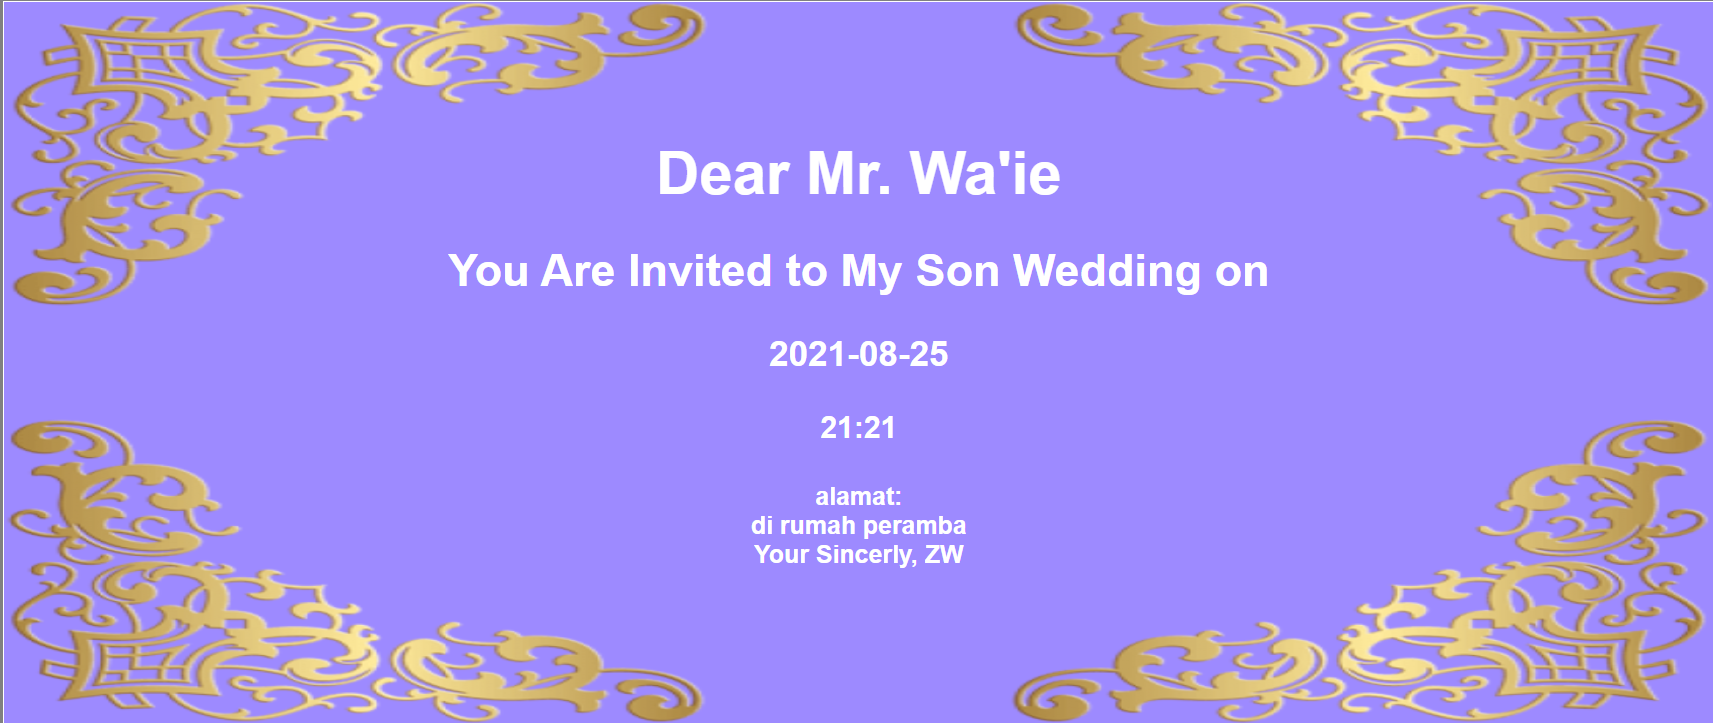 Dear Mr. Wa'ie
You Are Invited to My Son Wedding on
2021-08-25
21:21
alamat:
di rumah peramba
Your Sincerly, ZW